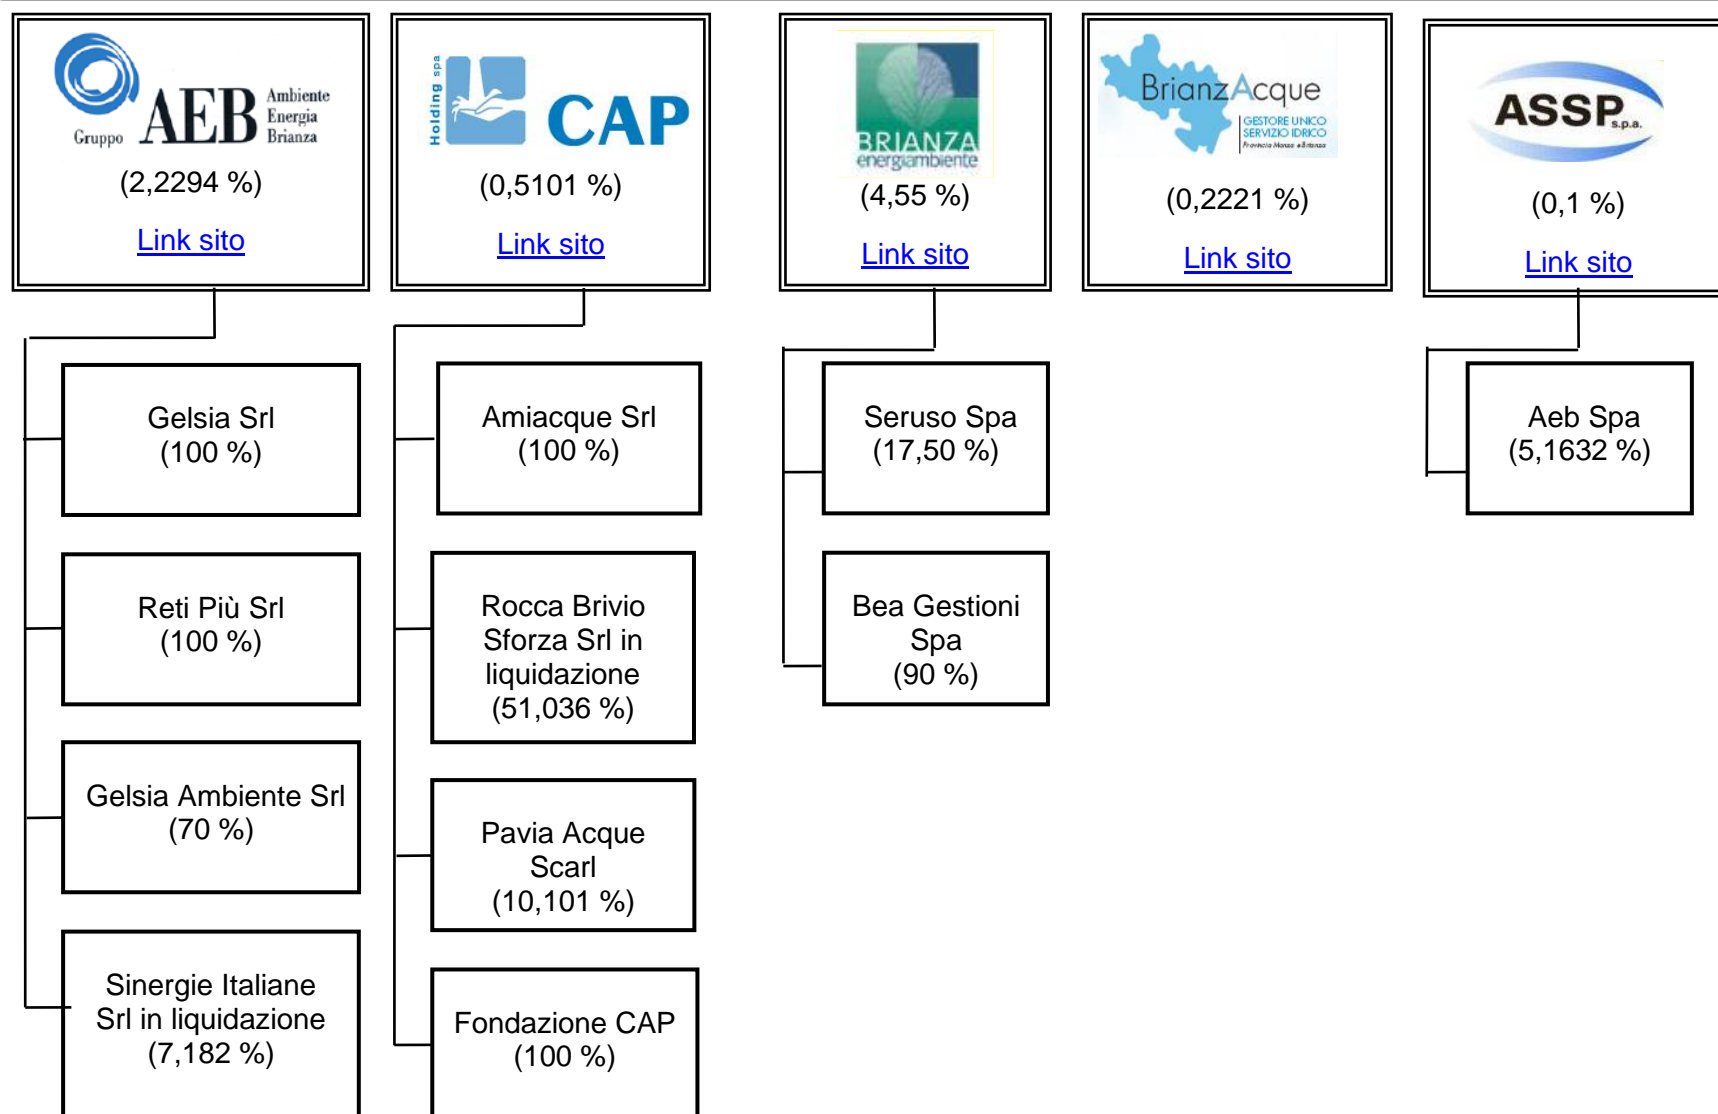 Gruppo AEB Ambiente
Energia
Brianza
(2,2294 %)
Link sito
Holding spa
CAP
(0,5101 %)
Link sito
BRIANZA
energiambiente
(4,55 %)
Link sito
BrianzAcque
GESTORE UNICO
SERVIZIO IDRICO
Provincia Monza e Brianza
(0,2221 %)
Link sito
ASSP s.p.a.
(0,1 %)
Link sito
Gelsia Srl
(100 %)
Reti Più Srl
(100 %)
Gelsia Ambiente Srl
(70 %)
Sinergie Italiane
Srl in liquidazione
(7,182 %)
Amiacque Srl
(100 %)
Rocca Brivio
Sforza Srl in
liquidazione
(51,036 %)
Pavia Acque
Scarl
(10,101 %)
Fondazione CAP
(100 %)
Seruso Spa
(17,50 %)
Bea Gestioni
Spa
(90 %)
Aeb Spa
(5,1632 %)